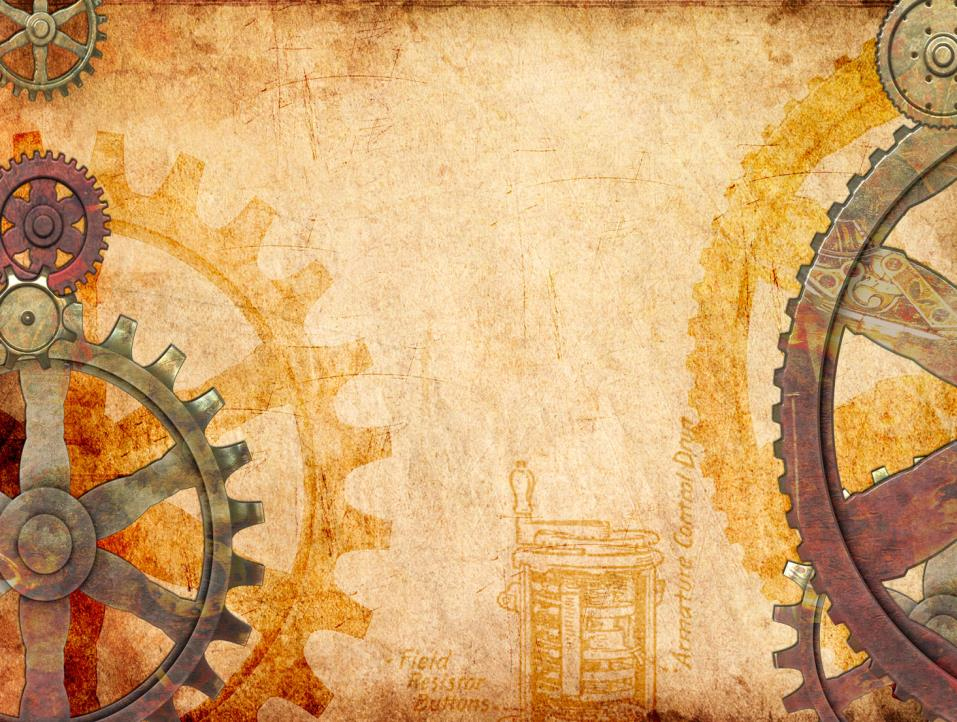 Armature Control Drum
Field
Resistor
Buttons